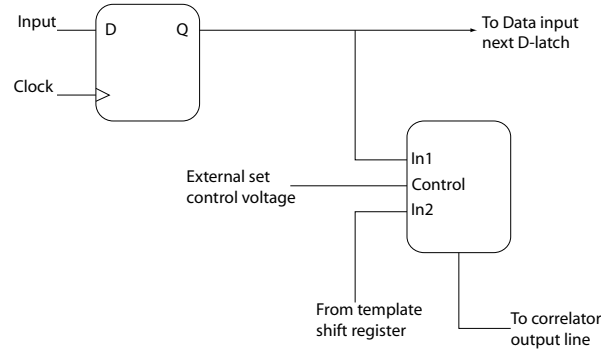 Input
D
Q
To Data input
next D-latch
Clock
In1
External set
control voltage
Control
In2
From template
shift register
To correlator
output line